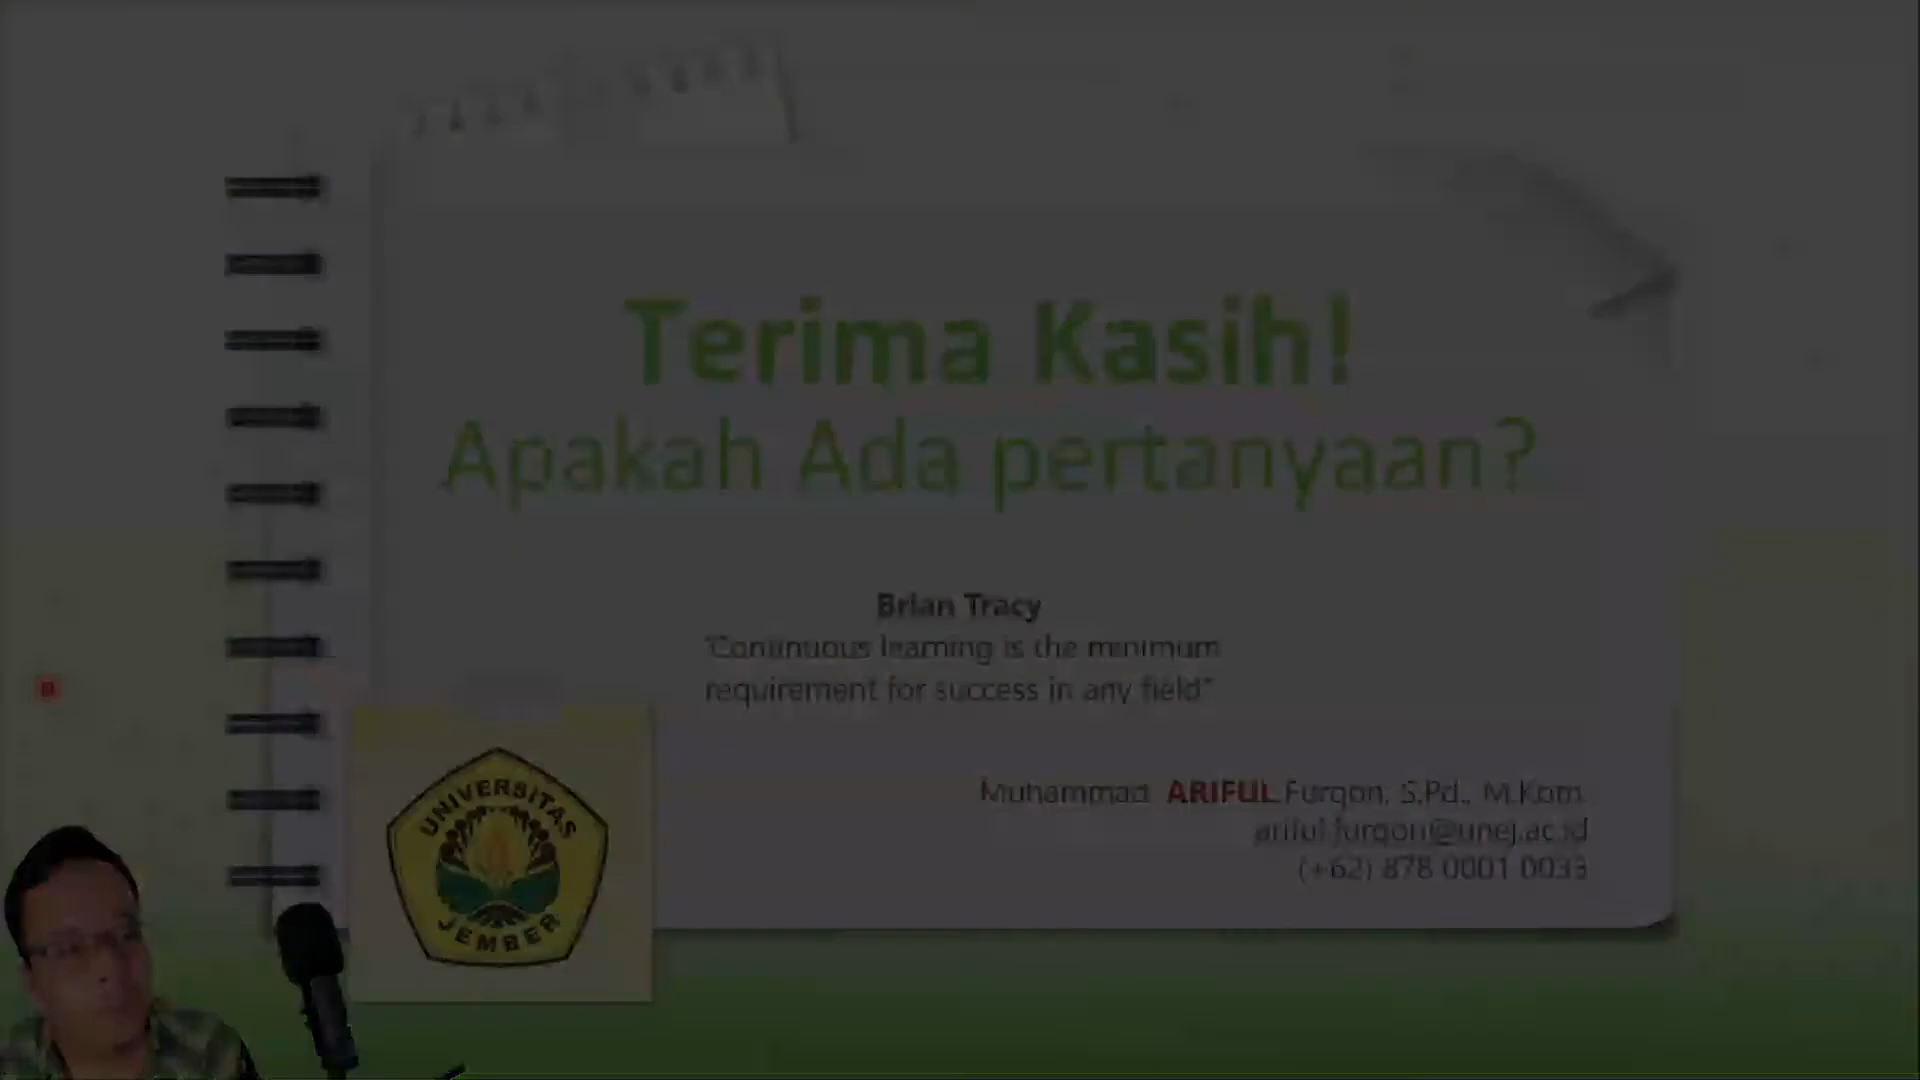 Terima Kasih!
Apakah Ada pertanyaan?
Brian Tracy
"Continuous learning is the minimum
requirement for success in any field"
Muhammad ARIFUL Furqon, S.Pd., M.Kom.
ariful.furqon@unej.ac.id
(+62) 878 0001 0033
UNIVERSITAS
JEMBER